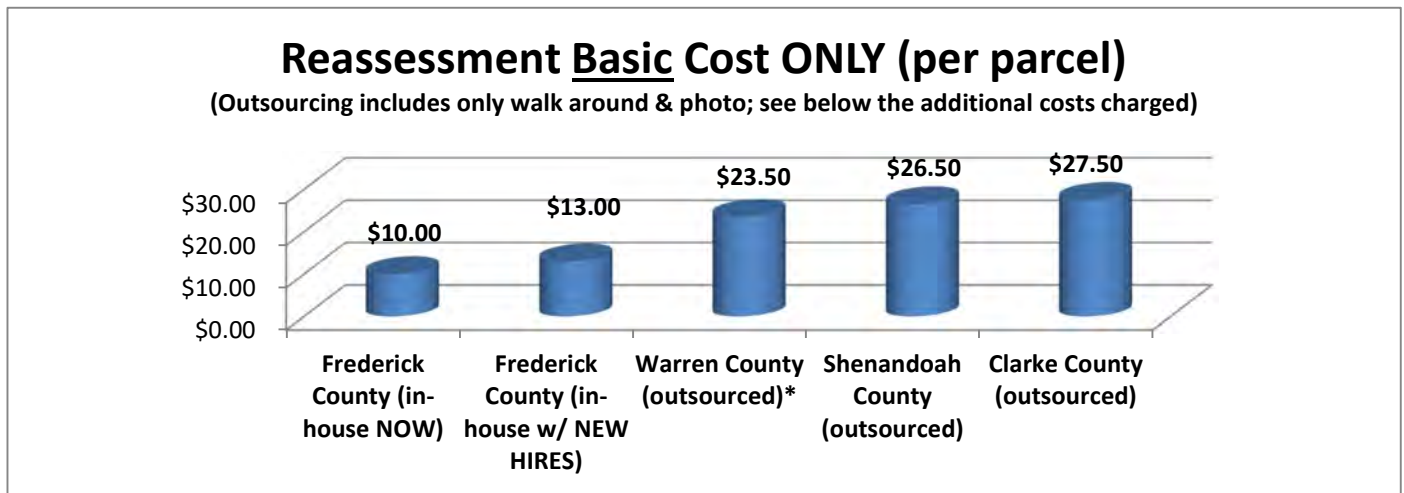 Reassessment Basic Cost ONLY (per parcel)
(Outsourcing includes only walk around & photo; see below the additional costs charged)
$30.00
$20.00
$10.00
$0.00
$10.00
$13.00
$23.50
$26.50
$27.50
Frederick
County (in-
house NOW)
Frederick
County (in-
house w/ NEW
HIRES)
Warren County
(outsourced)*
Shenandoah
County
(outsourced)
Clarke County
(outsourced)